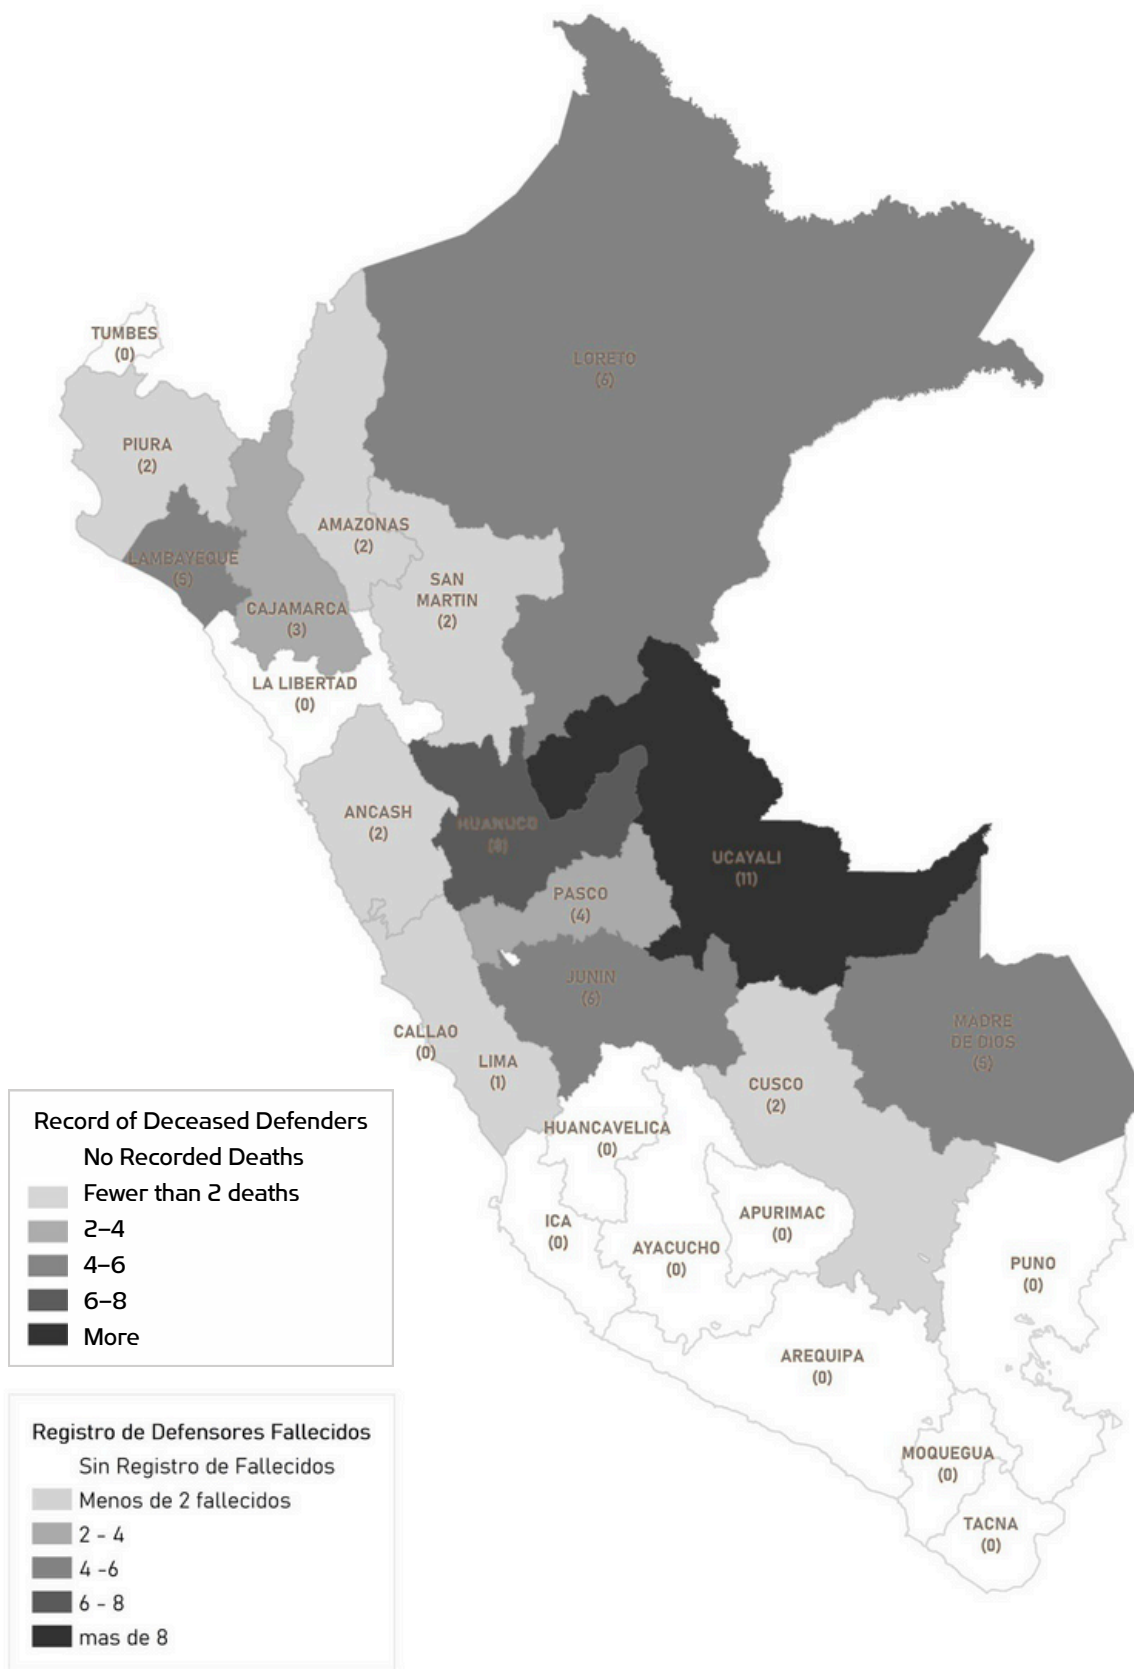 TUMBES
(0)
LORETO
(6)
PIURA
(2)
AMAZONAS
(2)
LAMBAYEQUE
(5)
SAN
MARTIN
(2)
CAJAMARCA
(3)
LA LIBERTAD
(0)
ANCASH
(2)
HUANUCO
(8)
UCAYALI
(11)
PASCO
(4)
JUNIN
(6)
MADRE
DE DIOS
(5)
CALLAO
(0)
LIMA
(1)
CUSCO
(2)
HUANCAVELICA
(0)
ICA
(0)
APURIMAC
(0)
AYACUCHO
(0)
PUNO
(0)
AREQUIPA
(0)
MOQUEGUA
(0)
TACNA
(0)
Record of Deceased Defenders
No Recorded Deaths
Fewer than 2 deaths
2–4
4–6
6–8
More
Registro de Defensores Fallecidos
Sin Registro de Fallecidos
Menos de 2 fallecidos
2 - 4
4 -6
6 - 8
mas de 8